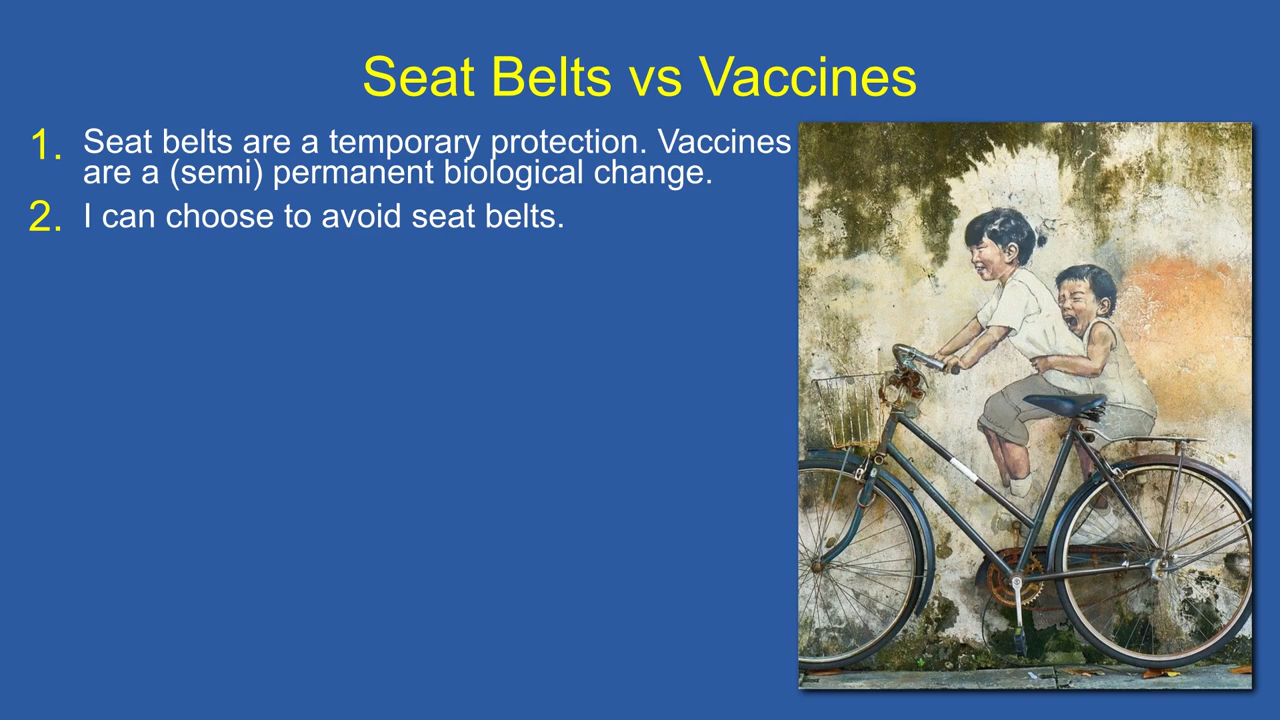 Seat Belts vs Vaccines
1. Seat belts are a temporary protection. Vaccines
are a (semi) permanent biological change.
2. I can choose to avoid seat belts.